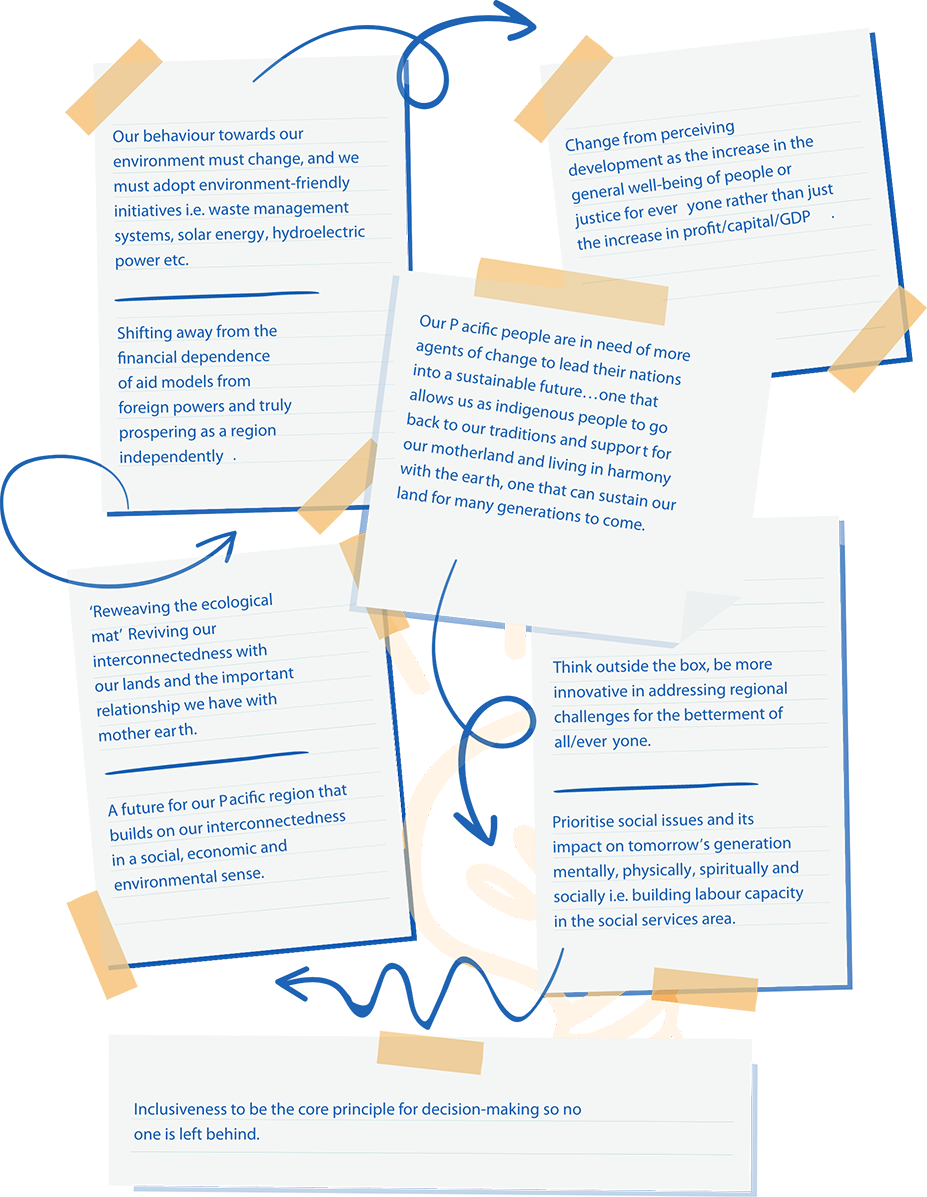 Our behaviour towards our
environment must change, and we
must adopt environment-friendly
initiatives i.e. waste management
systems, solar energy, hydroelectric
power etc.
Shifting away from the
financial dependence
of aid models from
foreign powers and truly
prospering as a region
independently .
Change from perceiving
development as the increase in the
general well-being of people or
justice for ever yone rather than just
the increase in profit/capital/GDP .
Our P acific people are in need of more
agents of change to lead their nations
into a sustainable future…one that
allows us as indigenous people to go
back to our traditions and support for
our motherland and living in harmony
with the earth, one that can sustain our
land for many generations to come.
‘Reweaving the ecological
mat’ Reviving our
interconnectedness with
our lands and the important
relationship we have with
mother earth.
A future for our Pacific region that
builds on our interconnectedness
in a social, economic and
environmental sense.
Think outside the box, be more
innovative in addressing regional
challenges for the betterment of
all/ever yone.
Prioritise social issues and its
impact on tomorrow’s generation
mentally, physically, spiritually and
socially i.e. building labour capacity
in the social services area.
Inclusiveness to be the core principle for decision-making so no
one is left behind.